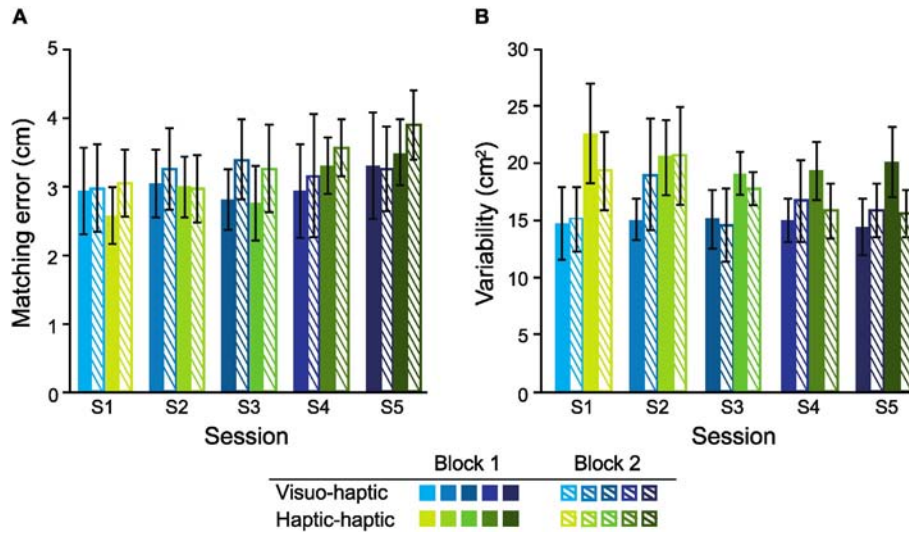 A
B
Matching error (cm)
5
4
3
2
1
0
S1 S2 S3 S4 S5
Session
Variability (cm²)
30
25
20
15
10
5
0
S1 S2 S3 S4 S5
Session
Block 1 Block 2
Visuo-haptic
Haptic-haptic